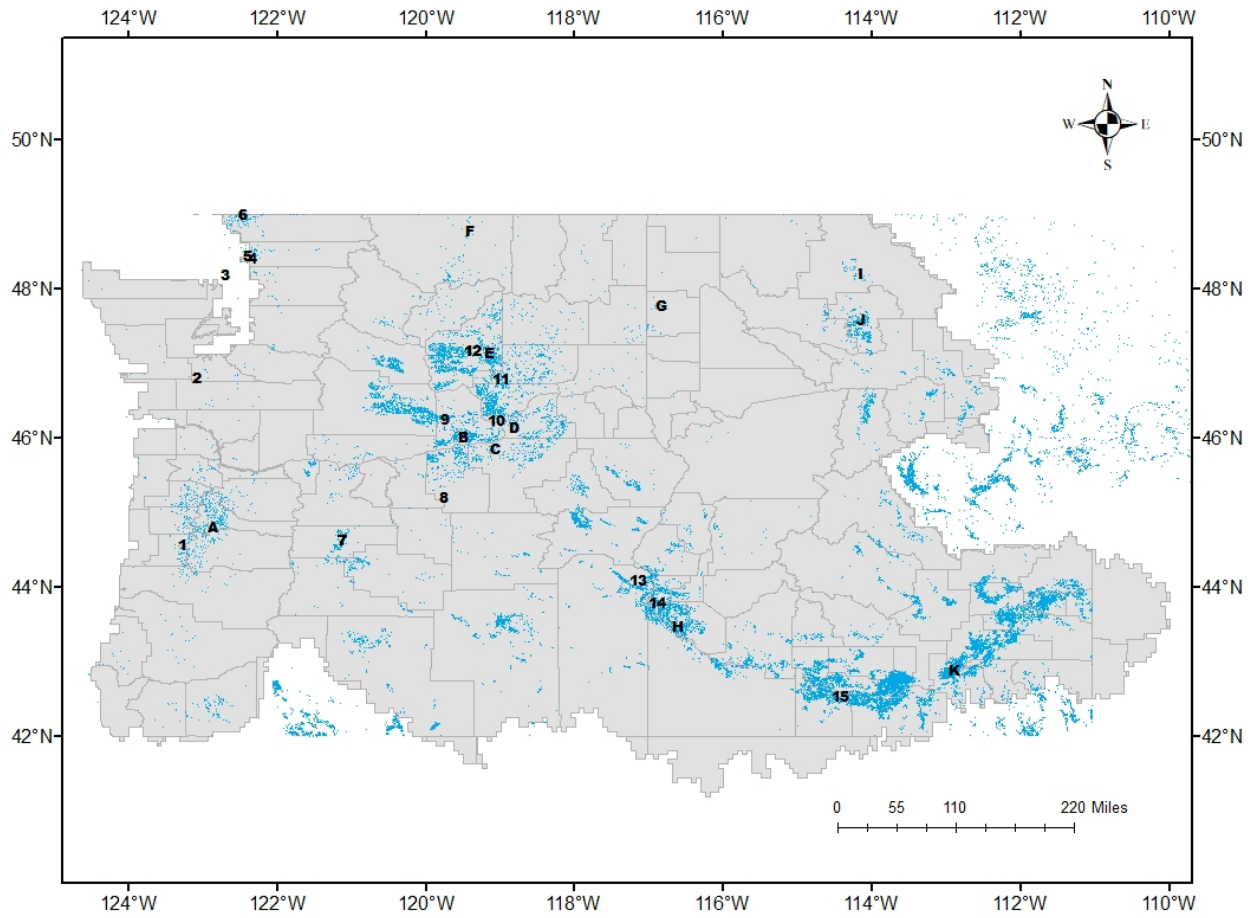 124°W 122°W 120°W 118°W 116°W 114°W 112°W 110°W
N
W E
S
50°N 50°N
6
F
5 4
3
I
48°N 48°N
G
J
12 E
2 11
9 10
D
46°N B 46°N
C
8
A
1 7
44°N 13 44°N
14
H
K
15
42°N 42°N
0 55 110 220 Miles
124°W 122°W 120°W 118°W 116°W 114°W 112°W 110°W